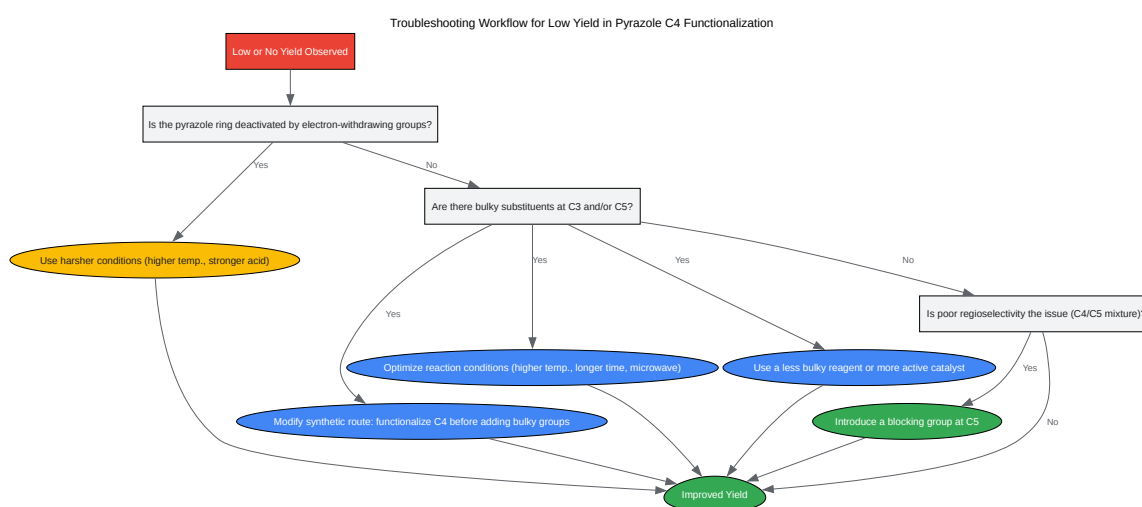 Troubleshooting Workflow for Low Yield in Pyrazole C4 Functionalization
Low or No Yield Observed
Is the pyrazole ring deactivated by electron-withdrawing groups?
Yes
No
Are there bulky substituents at C3 and/or C5?
Use harsher conditions (higher temp., stronger acid)
Yes
Yes
No
Yes
Is poor regioselectivity the issue (C4/C5 mixture)?
Optimize reaction conditions (higher temp., longer time, microwave)
Use a less bulky reagent or more active catalyst
Yes
Modify synthetic route: functionalize C4 before adding bulky groups
Introduce a blocking group at C5
No
Improved Yield